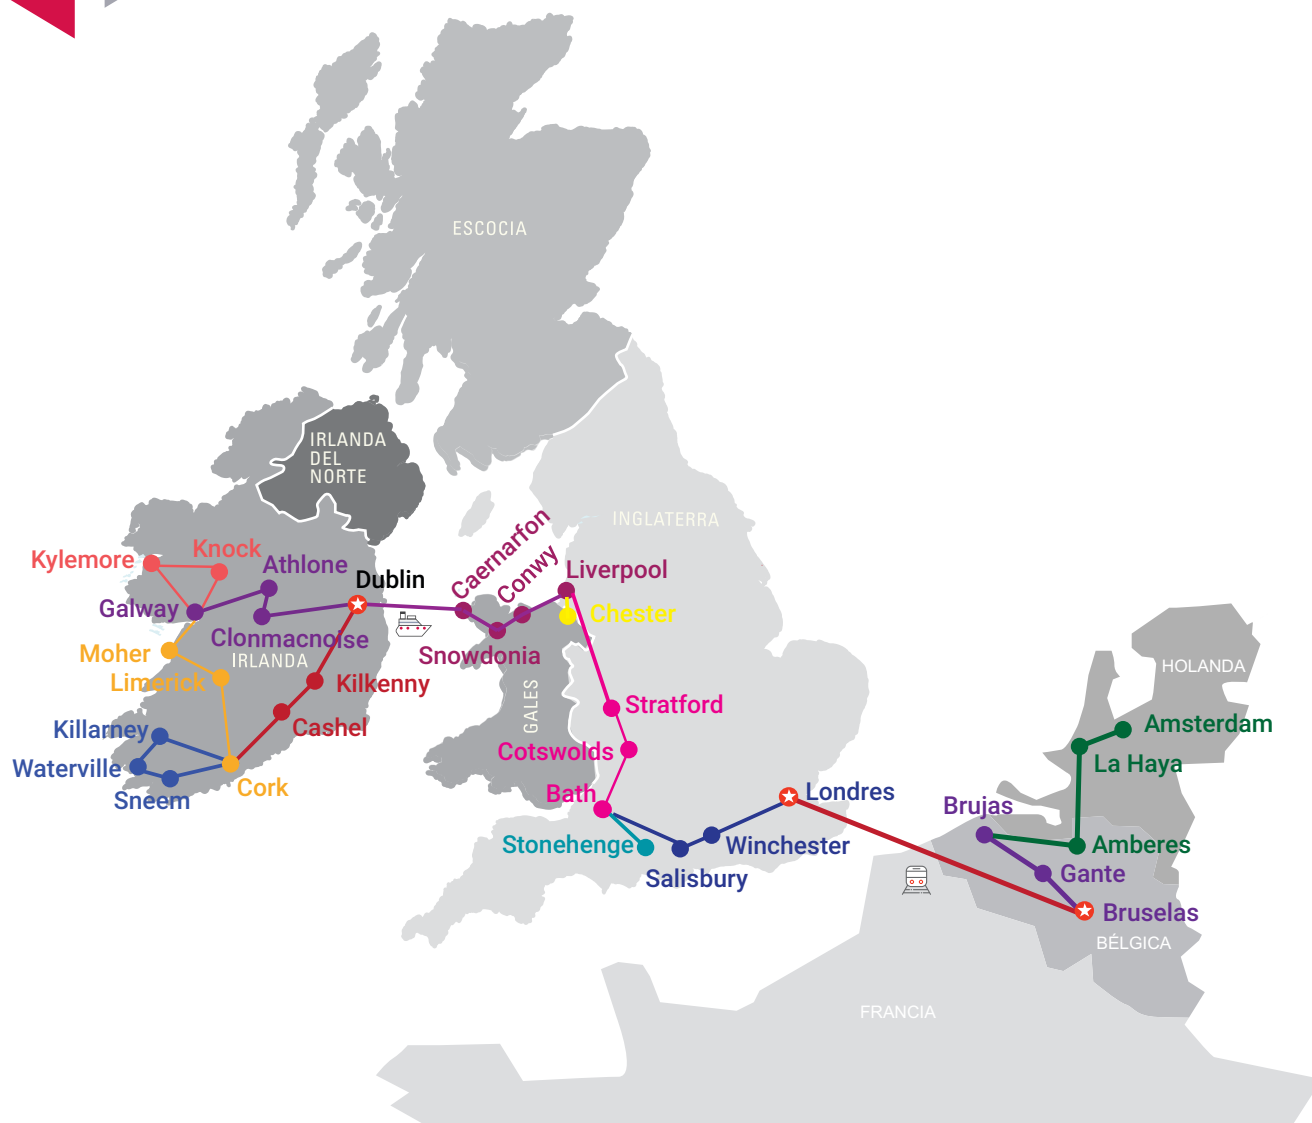 ESCOCIA
IRLANDA
DEL
NORTE
INGLATERRA
Caernarfon
Conwy
Knock
Kylemore
Athlone
Dublin
Liverpool
Galway
Chester
Clonmacnoise
Moher
IRLANDA
Snowdonia
Limerick
Kilkenny
HOLANDA
GALES
Stratford
Killarney
Cashel
Amsterdam
Cotswolds
Waterville
La Haya
Sneem
Cork
Bath
Londres
Brujas
Stonehenge
Winchester
Amberes
Salisbury
Gante
Bruselas
BÉLGICA
FRANCIA